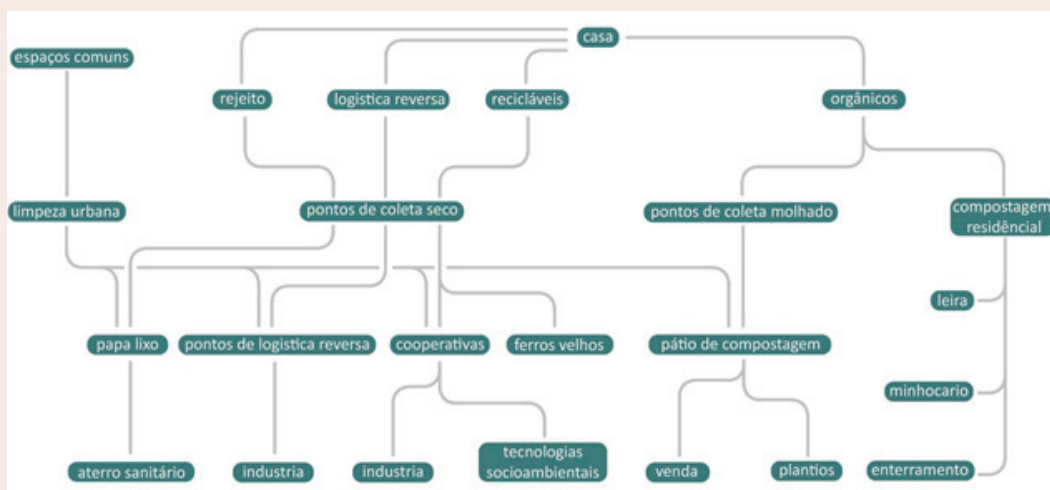 casa
espaços comuns
rejeito
logistica reversa
recicláveis
orgânicos
limpeza urbana
pontos de coleta seco
pontos de coleta molhado
compostagem
residêncial
leira
papa lixo
pontos de logistica reversa
cooperativas
ferros velhos
pátio de compostagem
minhocario
aterro sanitário
industria
industria
tecnologias
socioambientais
venda
plantios
enterramento